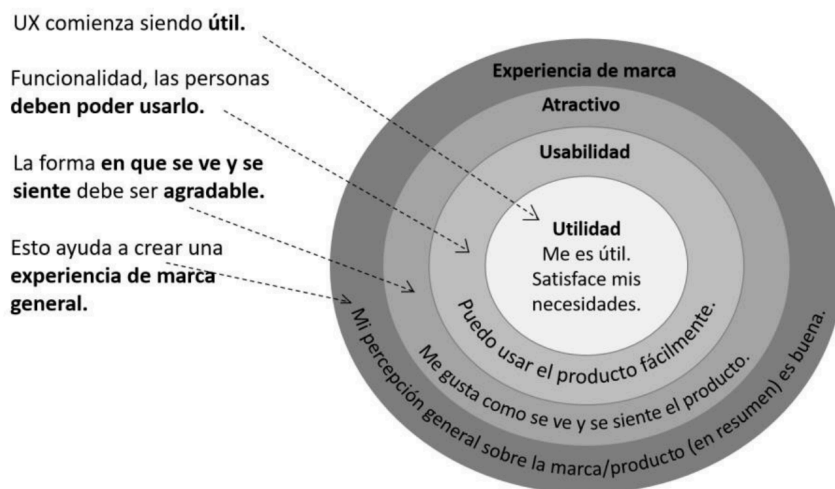 UX comienza siendo útil.
Funcionalidad, las personas
deben poder usarlo.
La forma en que se ve y se
siente debe ser agradable.
Esto ayuda a crear una
experiencia de marca
general.
Experiencia de marca
Atractivo
Usabilidad
Utilidad
Me es útil.
Satisface mis
necesidades.
Puedo usar el producto fácilmente.
Me gusta como se ve y se siente el producto.
Mi percepción general sobre la marca/producto (en resumen) es buena.